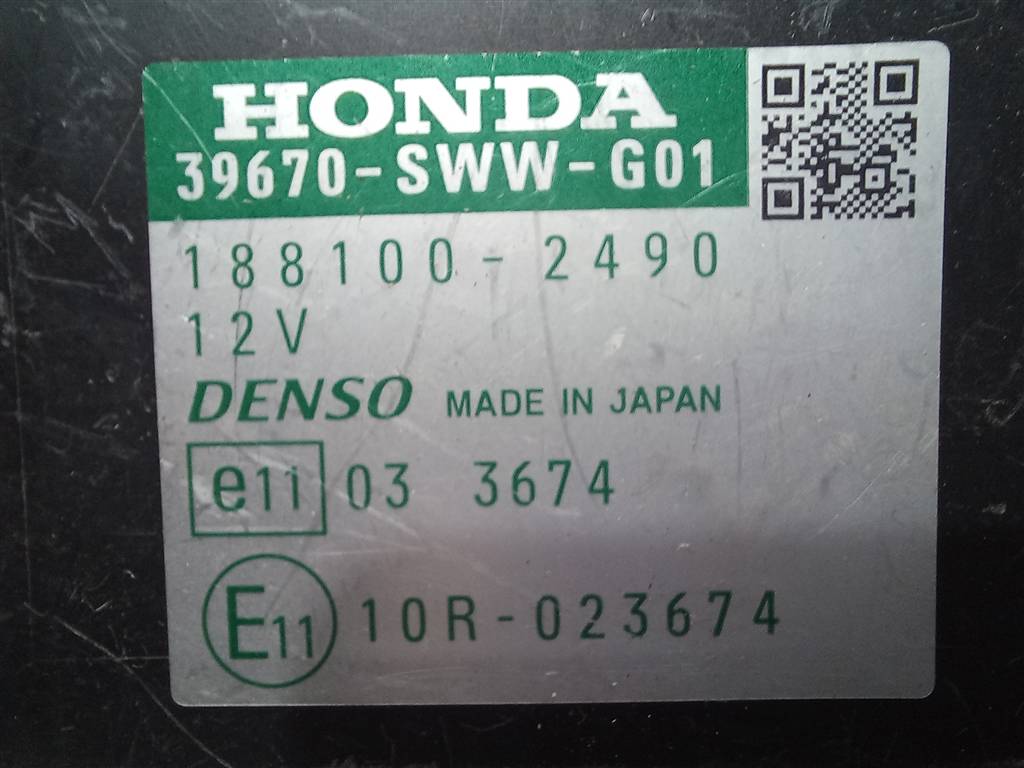 HONDA
39670-SWW-G01
188100-2490
12V
DENSO MADE IN JAPAN
e11 03 3674
E11 10R-023674